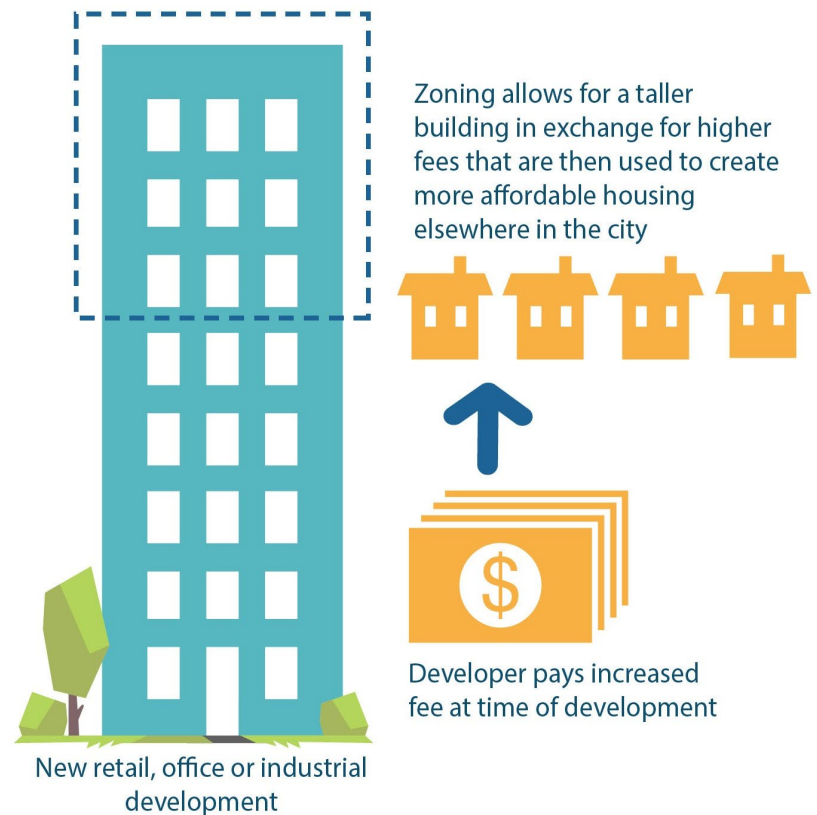 Zoning allows for a taller
building in exchange for higher
fees that are then used to create
more affordable housing
elsewhere in the city
$
Developer pays increased
fee at time of development
New retail, office or industrial
development